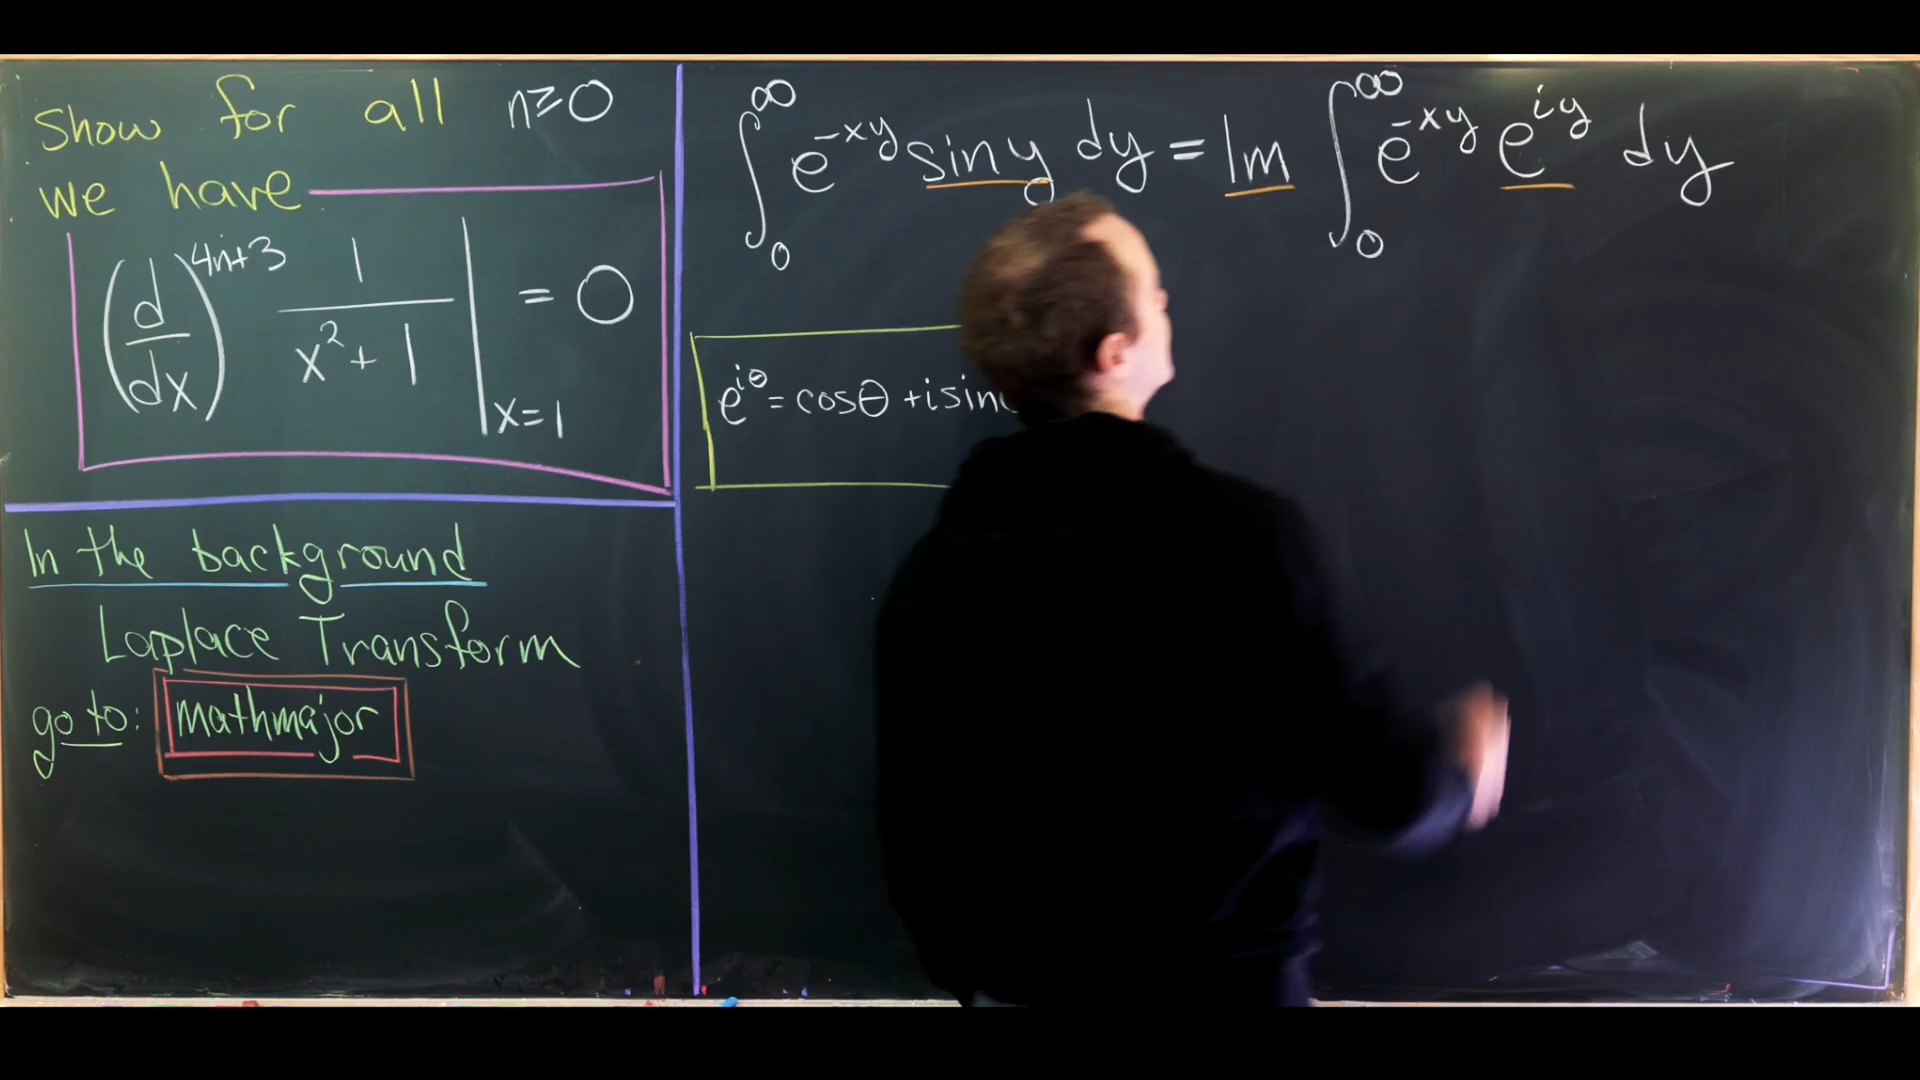 Show for all n≥0
we have
(d/dx)^{4n+3} 1/(x²+1) |_{x=1} = 0
In the background
Laplace Transform
go to: mathmajor
∫_0^∞ e^{-xy} sin y dy = Im ∫_0^∞ e^{-xy} e^{iy} dy
e^{iθ} = cosθ + i sin